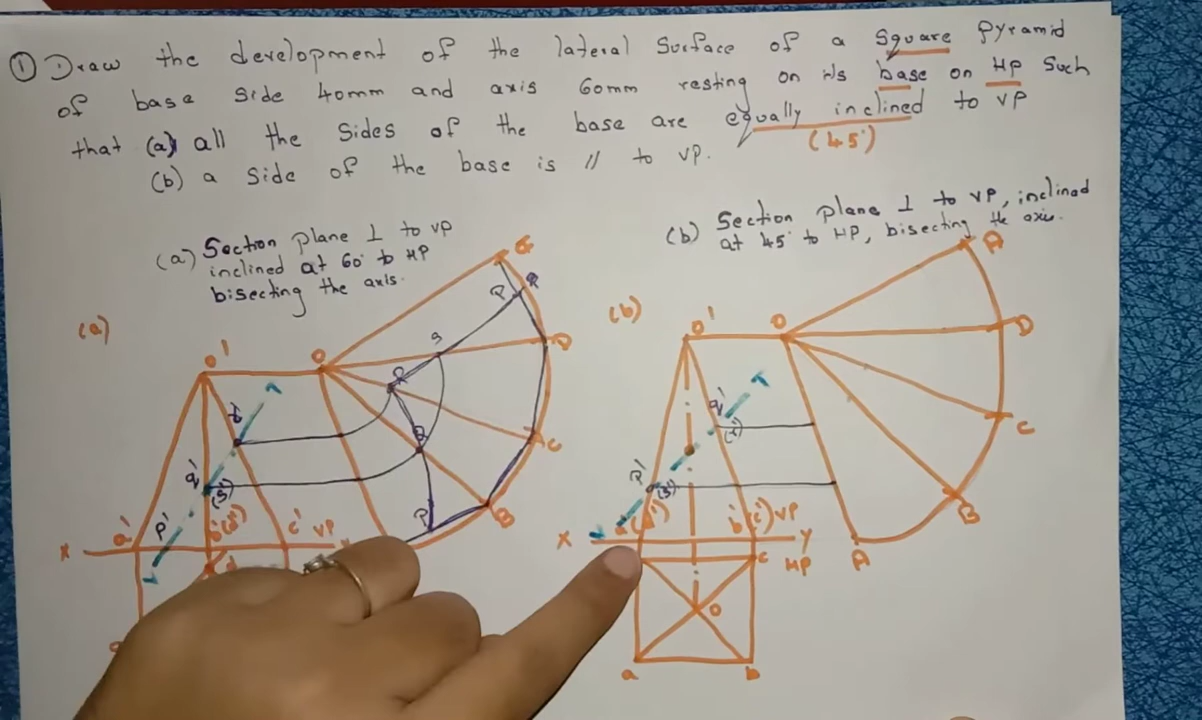 ① Draw the development of the lateral Surface of a Square pyramid
of base side 40mm and axis 60mm resting on its base on HP Such
that (a) all the Sides of the base are equally inclined to VP
(45°)
(b) a Side of the base is // to VP.
(a) Section plane ⊥ to VP
inclined at 60° to HP
bisecting the axis.
(b) Section plane ⊥ to VP, inclined
at 45° to HP, bisecting the axis.
(a)
o' O
R
S D
R
r'
q' (s')
B
C
p' P
B
X a' b' (d') c' VP
d
(b)
o' O A
D
q'
(r')
C
p'
(s')
B
X a' (d') b' (c') VP Y
A
c HP
o
a b